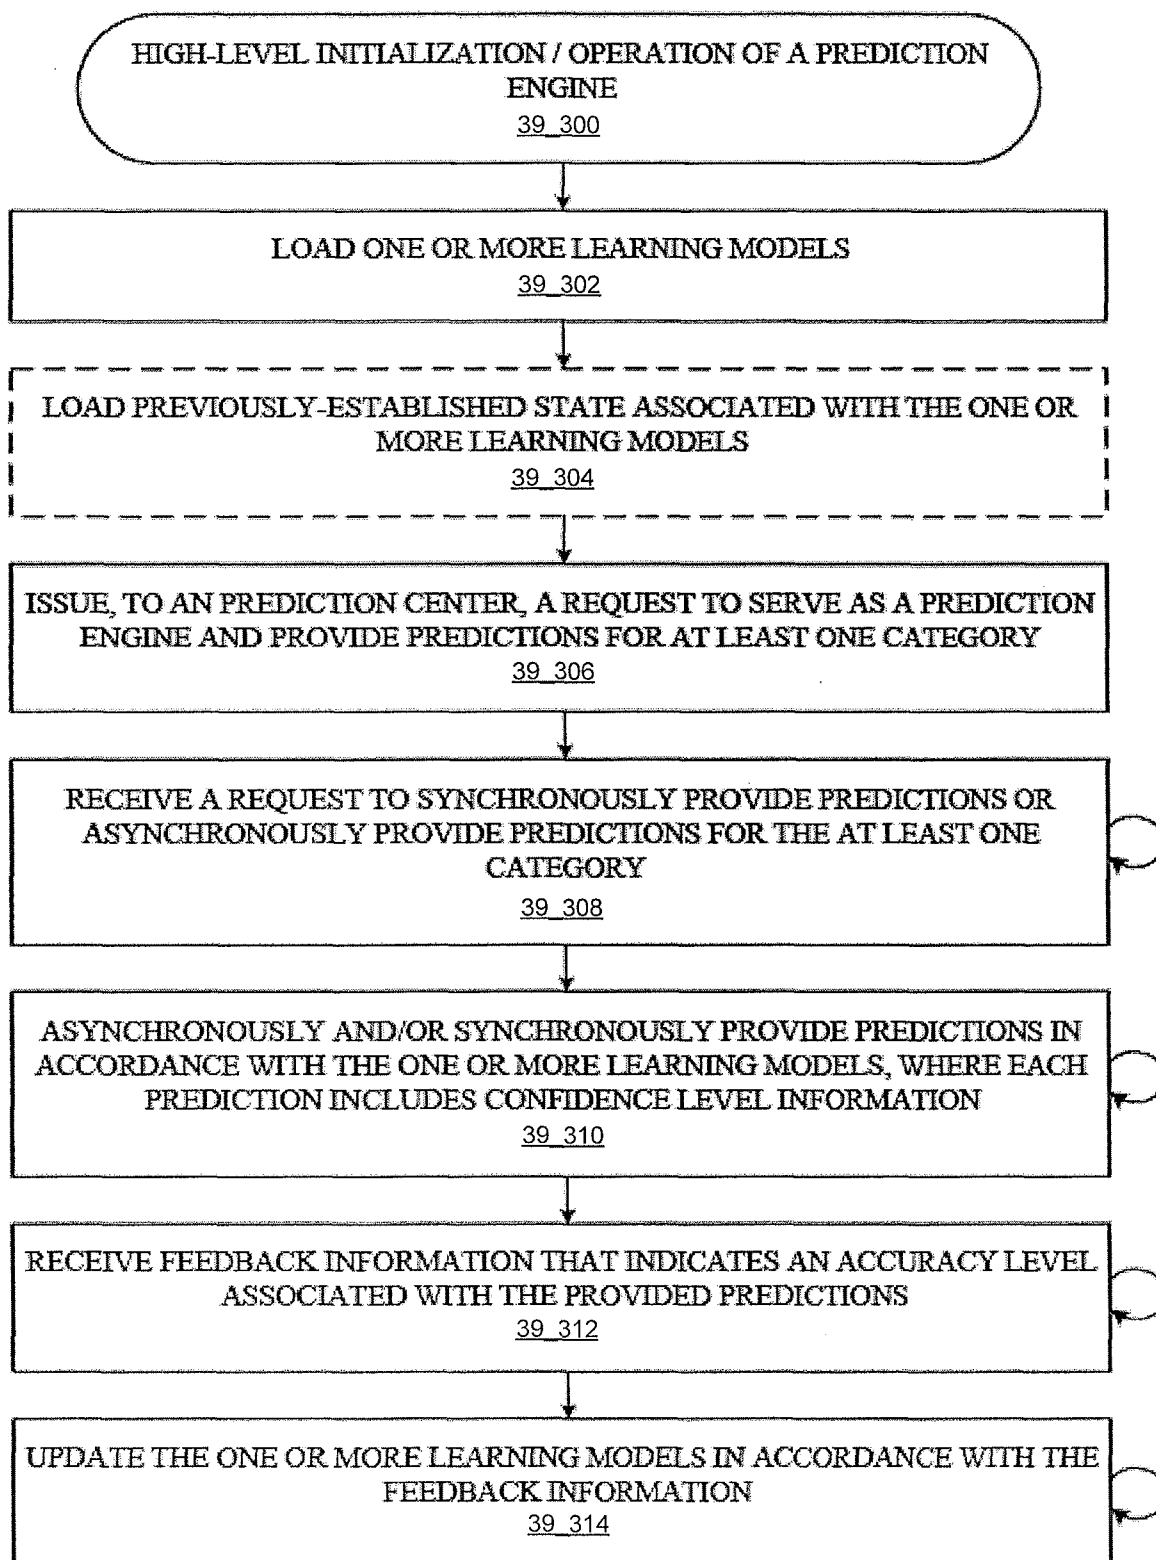 HIGH-LEVEL INITIALIZATION / OPERATION OF A PREDICTION
ENGINE
39_300
LOAD ONE OR MORE LEARNING MODELS
39_302
LOAD PREVIOUSLY-ESTABLISHED STATE ASSOCIATED WITH THE ONE OR
MORE LEARNING MODELS
39_304
ISSUE, TO AN PREDICTION CENTER, A REQUEST TO SERVE AS A PREDICTION
ENGINE AND PROVIDE PREDICTIONS FOR AT LEAST ONE CATEGORY
39_306
RECEIVE A REQUEST TO SYNCHRONOUSLY PROVIDE PREDICTIONS OR
ASYNCHRONOUSLY PROVIDE PREDICTIONS FOR THE AT LEAST ONE
CATEGORY
39_308
ASYNCHRONOUSLY AND/OR SYNCHRONOUSLY PROVIDE PREDICTIONS IN
ACCORDANCE WITH THE ONE OR MORE LEARNING MODELS, WHERE EACH
PREDICTION INCLUDES CONFIDENCE LEVEL INFORMATION
39_310
RECEIVE FEEDBACK INFORMATION THAT INDICATES AN ACCURACY LEVEL
ASSOCIATED WITH THE PROVIDED PREDICTIONS
39_312
UPDATE THE ONE OR MORE LEARNING MODELS IN ACCORDANCE WITH THE
FEEDBACK INFORMATION
39_314